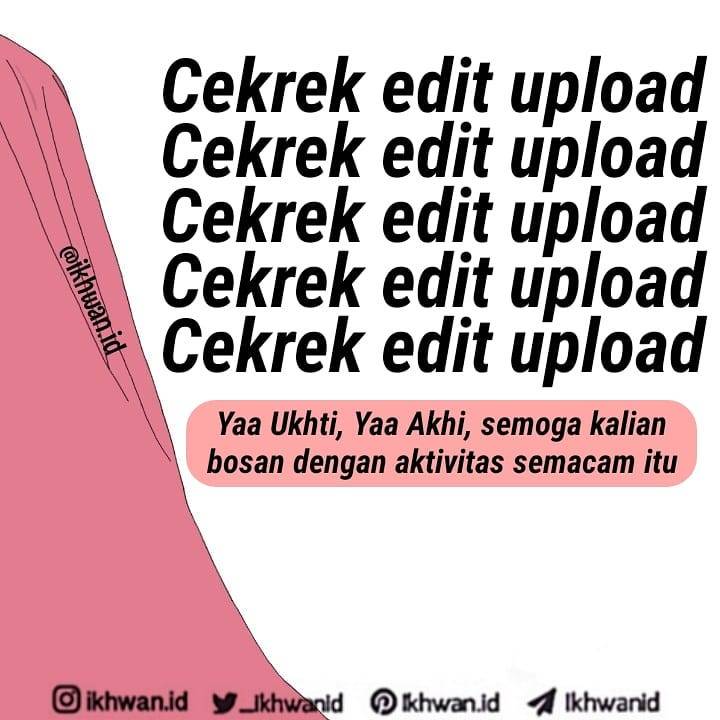 Cekrek edit upload
Cekrek edit upload
Cekrek edit upload
Cekrek edit upload
Cekrek edit upload
@ikhwan.id
Yaa Ukhti, Yaa Akhi, semoga kalian
bosan dengan aktivitas semacam itu
ikhwan.id _Ikhwanid Ikhwan.id Ikhwanid